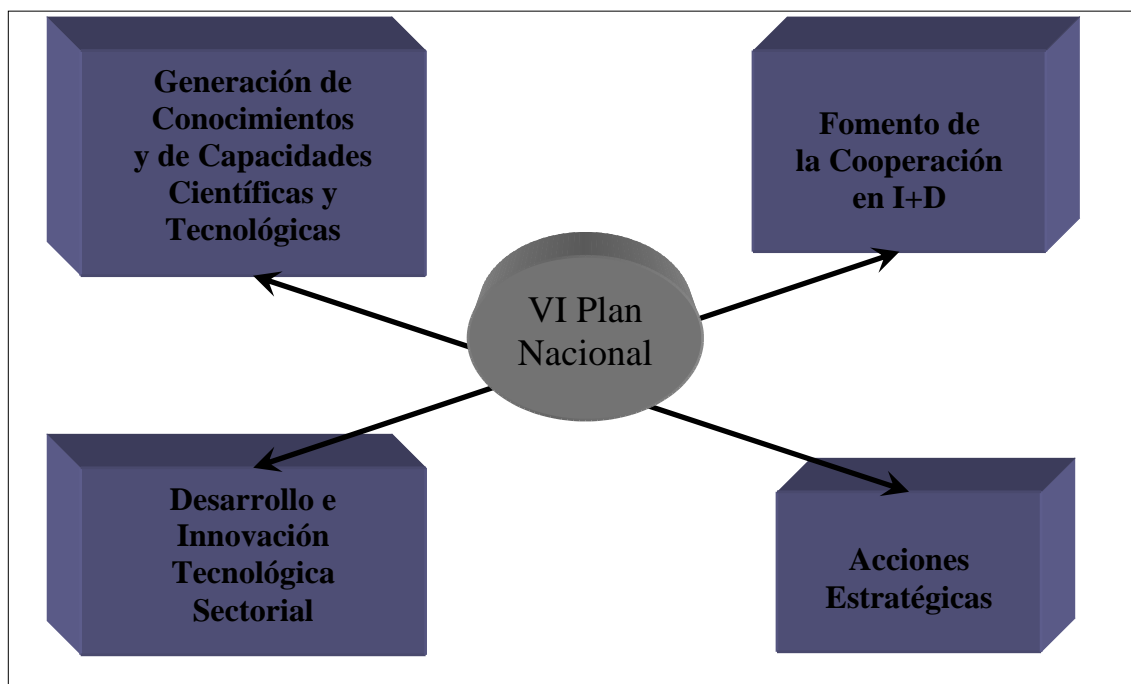 Generación de
Conocimientos
y de Capacidades
Científicas y
Tecnológicas
Fomento de
la Cooperación
en I+D
VI Plan
Nacional
Desarrollo e
Innovación
Tecnológica
Sectorial
Acciones
Estratégicas